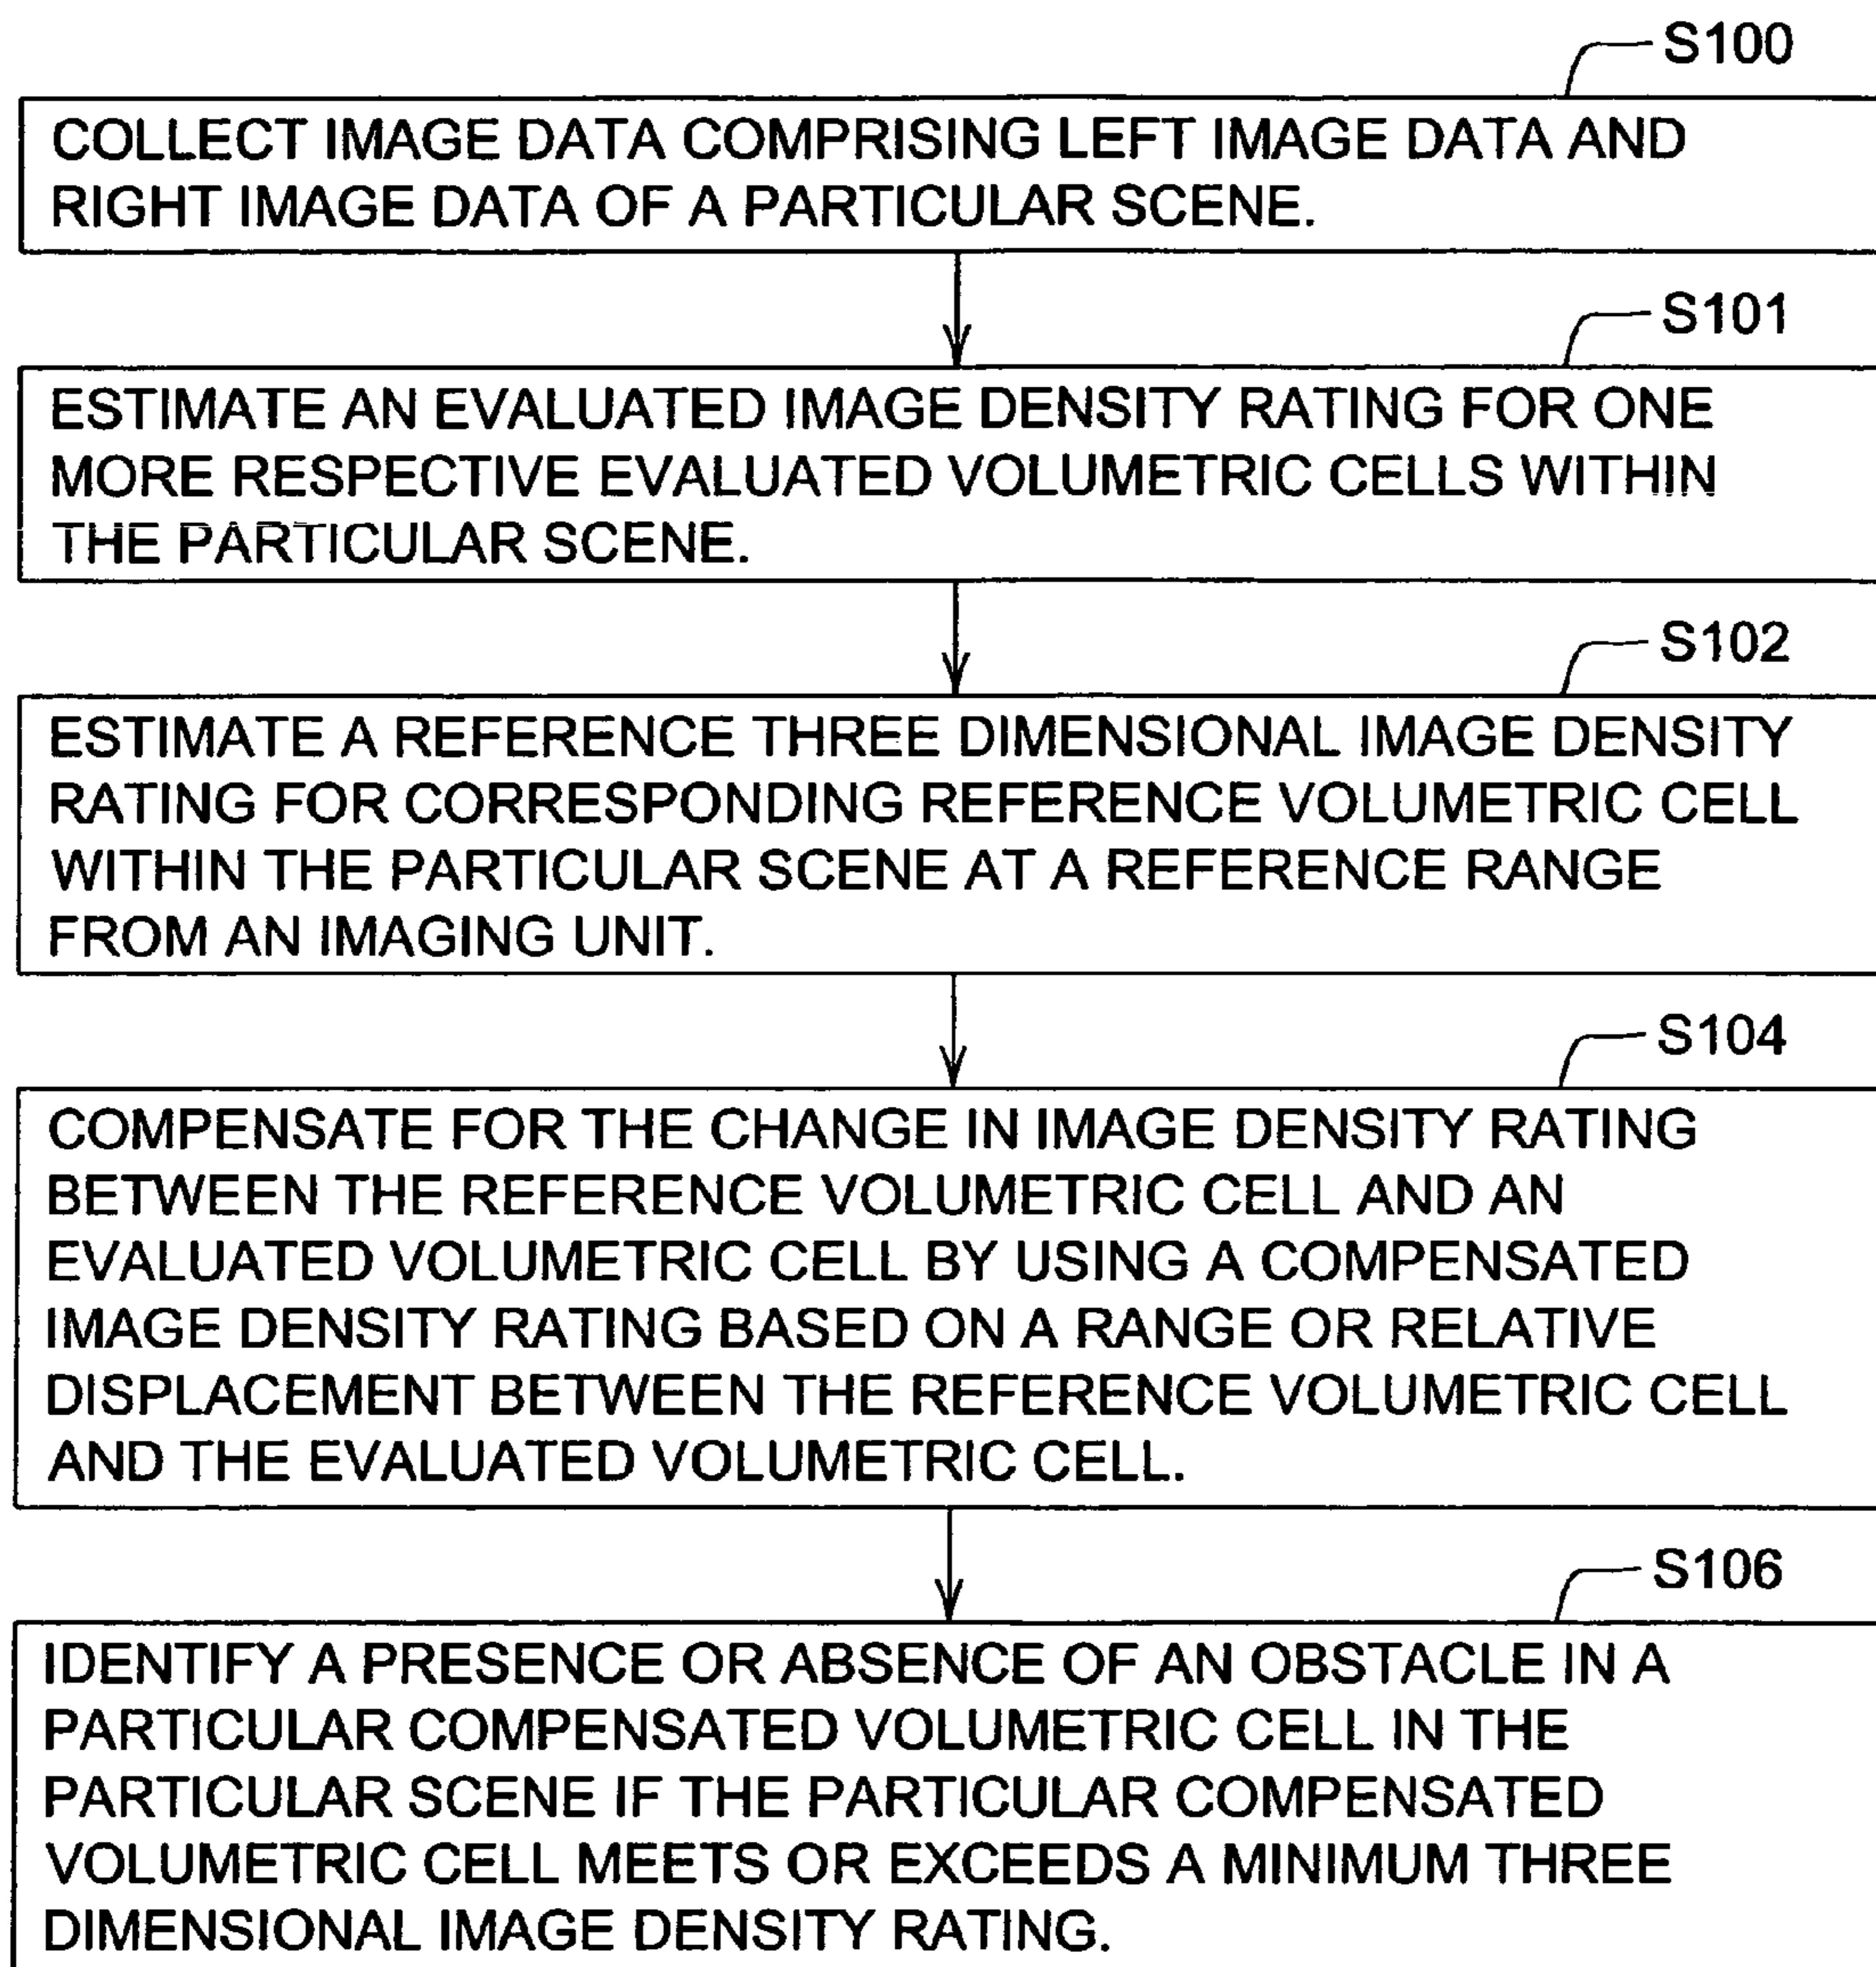 S100
COLLECT IMAGE DATA COMPRISING LEFT IMAGE DATA AND
RIGHT IMAGE DATA OF A PARTICULAR SCENE.
S101
ESTIMATE AN EVALUATED IMAGE DENSITY RATING FOR ONE
MORE RESPECTIVE EVALUATED VOLUMETRIC CELLS WITHIN
THE PARTICULAR SCENE.
S102
ESTIMATE A REFERENCE THREE DIMENSIONAL IMAGE DENSITY
RATING FOR CORRESPONDING REFERENCE VOLUMETRIC CELL
WITHIN THE PARTICULAR SCENE AT A REFERENCE RANGE
FROM AN IMAGING UNIT.
S104
COMPENSATE FOR THE CHANGE IN IMAGE DENSITY RATING
BETWEEN THE REFERENCE VOLUMETRIC CELL AND AN
EVALUATED VOLUMETRIC CELL BY USING A COMPENSATED
IMAGE DENSITY RATING BASED ON A RANGE OR RELATIVE
DISPLACEMENT BETWEEN THE REFERENCE VOLUMETRIC CELL
AND THE EVALUATED VOLUMETRIC CELL.
S106
IDENTIFY A PRESENCE OR ABSENCE OF AN OBSTACLE IN A
PARTICULAR COMPENSATED VOLUMETRIC CELL IN THE
PARTICULAR SCENE IF THE PARTICULAR COMPENSATED
VOLUMETRIC CELL MEETS OR EXCEEDS A MINIMUM THREE
DIMENSIONAL IMAGE DENSITY RATING.